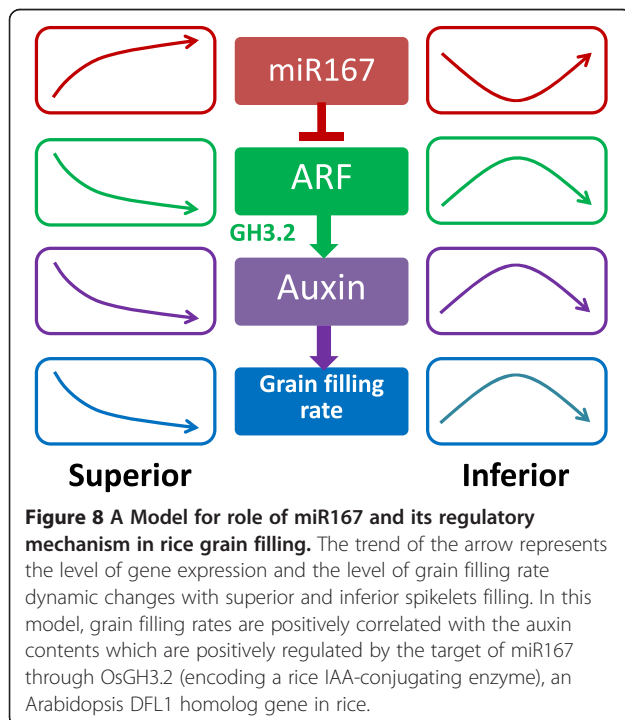 miR167
ARF
GH3.2
Auxin
Grain filling
rate
Superior
Inferior
Figure 8 A Model for role of miR167 and its regulatory
mechanism in rice grain filling. The trend of the arrow represents
the level of gene expression and the level of grain filling rate
dynamic changes with superior and inferior spikelets filling. In this
model, grain filling rates are positively correlated with the auxin
contents which are positively regulated by the target of miR167
through OsGH3.2 (encoding a rice IAA-conjugating enzyme), an
Arabidopsis DFL1 homolog gene in rice.